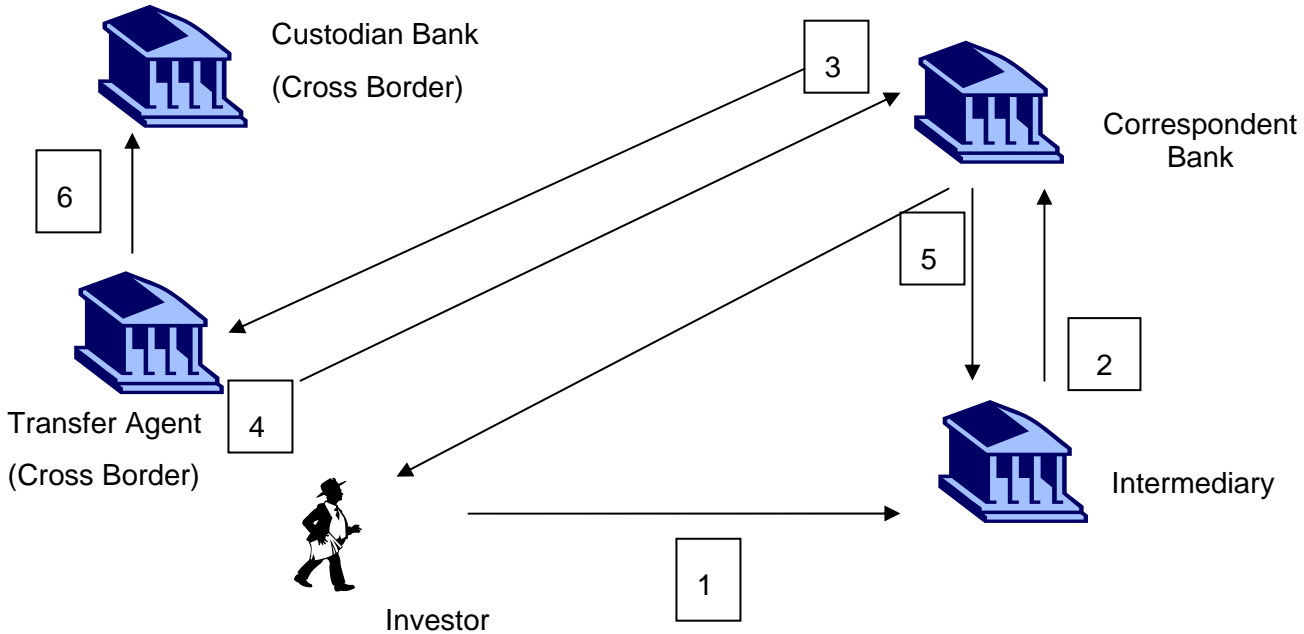 Custodian Bank
(Cross Border)
3
Correspondent
Bank
6
5
2
Transfer Agent
(Cross Border)
4
Intermediary
1
Investor